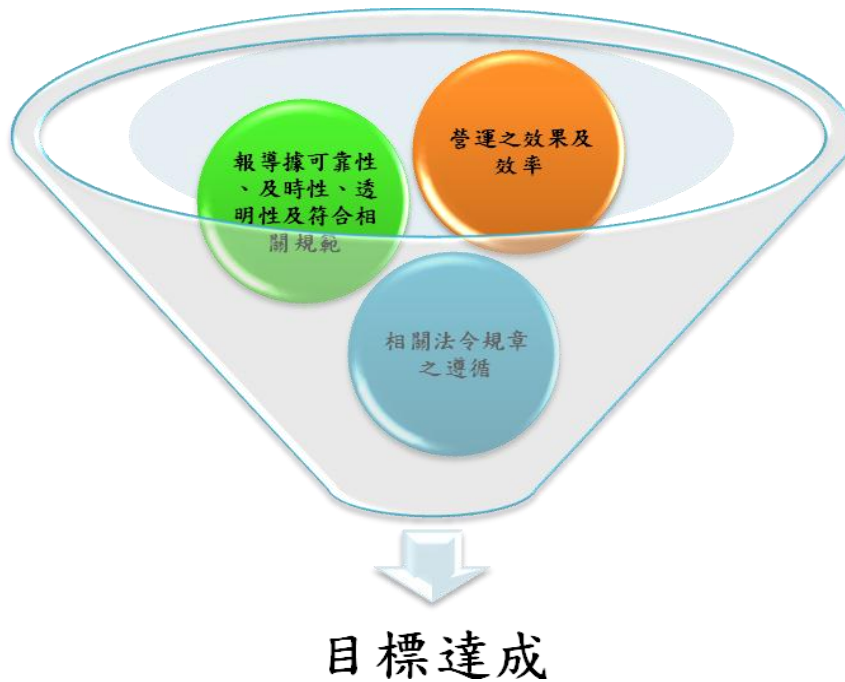 營運之效果及
效率
報導據可靠性
、及時性、透
明性及符合相
關規範
相關法令規章
之遵循
目標達成